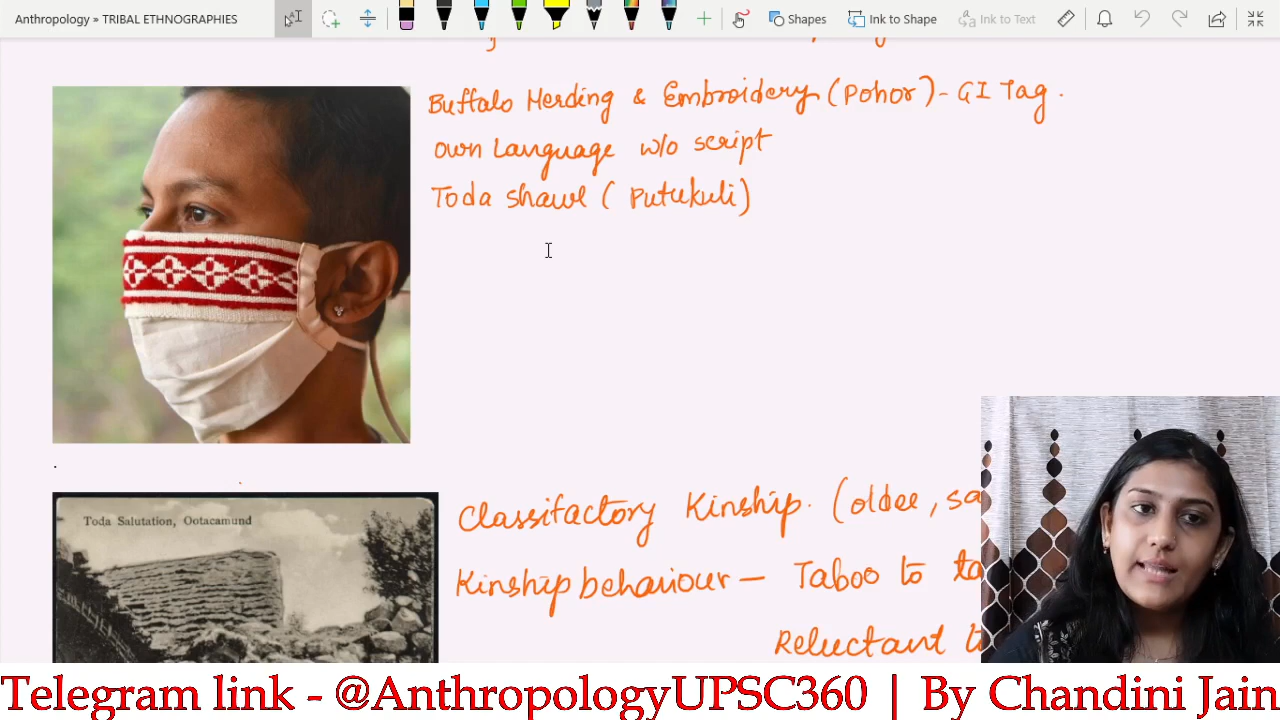 Anthropology » TRIBAL ETHNOGRAPHIES
Shapes
Ink to Shape
Ink to Text
Buffalo Herding & Embroidery (Pohor) - GI Tag.
own Language w/o script
Toda shawl ( Putukuli)
Toda Salutation, Ootacamund
Classifactory Kinship. (older, sa
Kinship behaviour - Taboo to ta
Reluctant t
Telegram link - @AnthropologyUPSC360 | By Chandini Jain